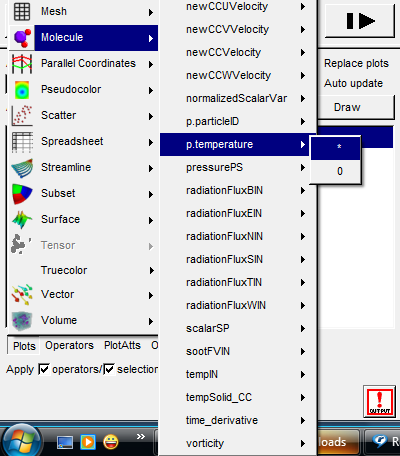 Mesh
Molecule
Parallel Coordinates
Pseudocolor
Scatter
Spreadsheet
Streamline
Subset
Surface
Tensor
Truecolor
Vector
Volume
newCCUVelocity
newCCVVelocity
newCCVelocity
newCCWVelocity
normalizedScalarVar
p.particleID
p.temperature
pressurePS
radiationFluxBIN
radiationFluxEIN
radiationFluxNIN
radiationFluxSIN
radiationFluxTIN
radiationFluxWIN
scalarSP
sootFVIN
tempIN
tempSolid_CC
time_derivative
vorticity
*
0
Replace plots
Auto update
Draw
Plots Operators PlotAtts O
Apply operators/ selection
OUTPUT
»
loads
R